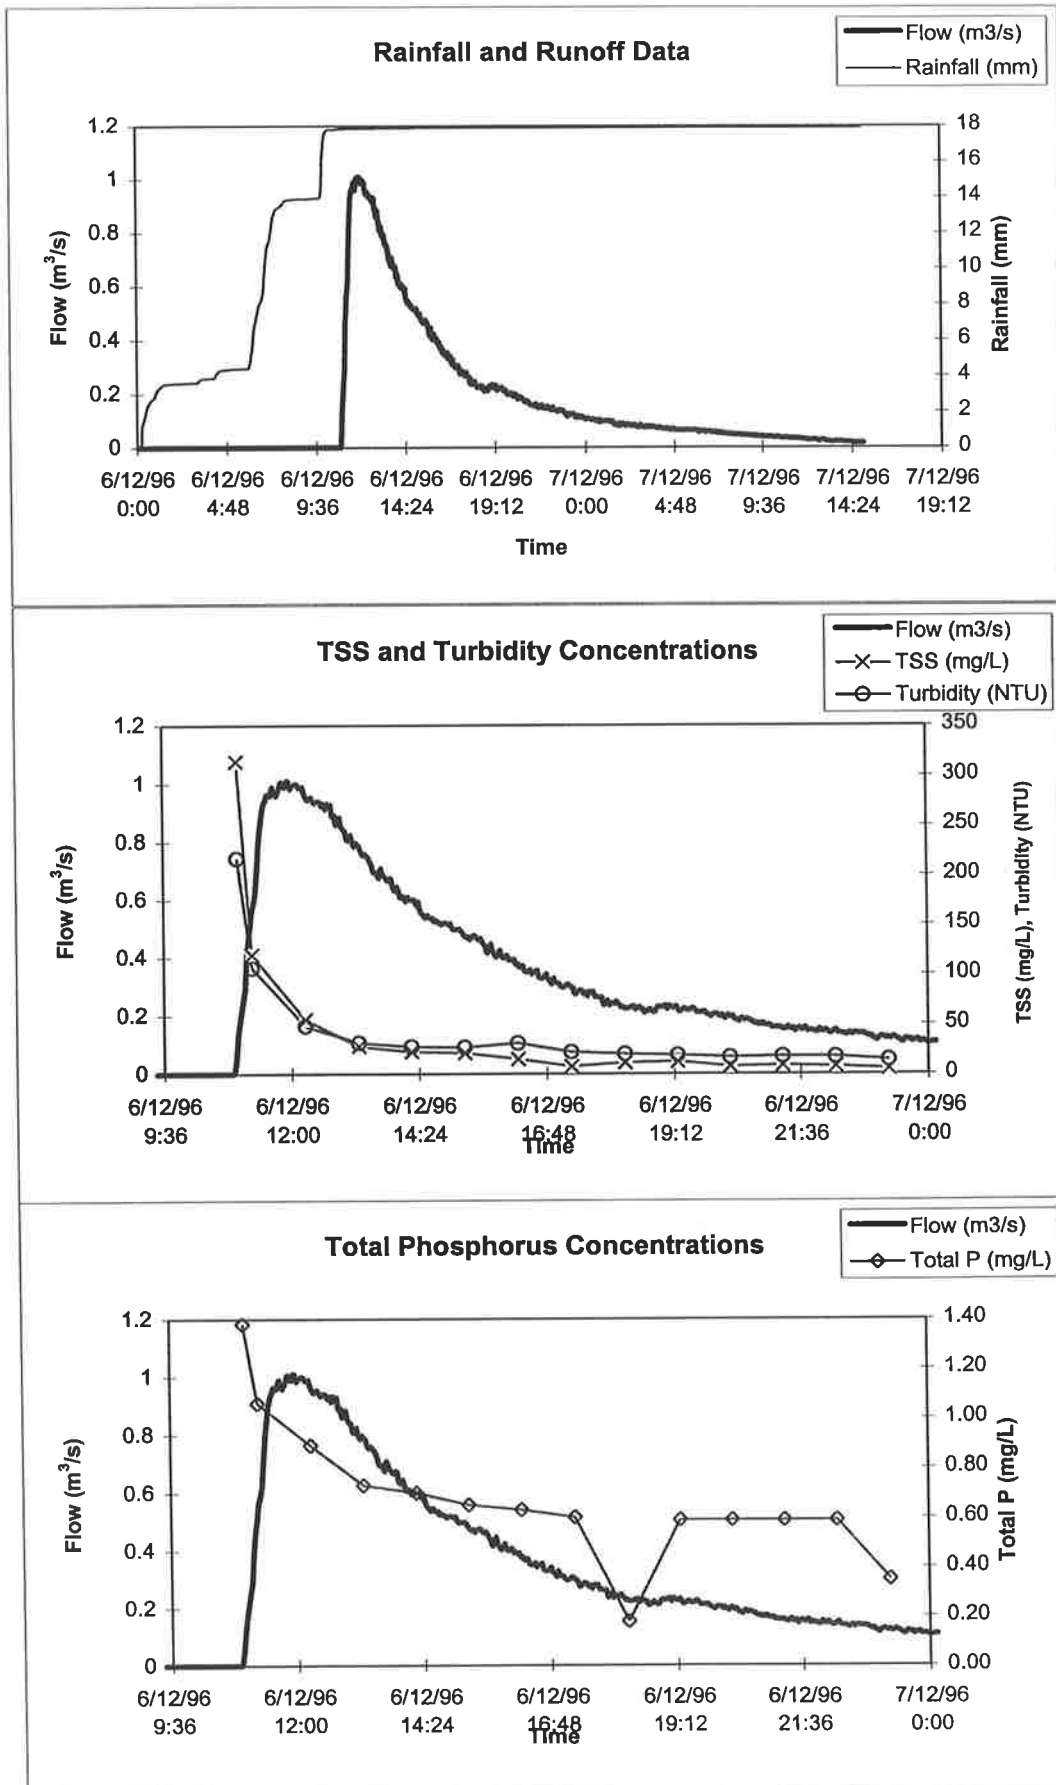 Rainfall and Runoff Data
Flow (m3/s)
Rainfall (mm)
1.2
1
0.8
0.6
0.4
0.2
0
Flow (m³/s)
18
16
14
12
10
8
6
4
2
0
Rainfall (mm)
6/12/96 6/12/96 6/12/96 6/12/96 6/12/96 7/12/96 7/12/96 7/12/96 7/12/96 7/12/96
0:00 4:48 9:36 14:24 19:12 0:00 4:48 9:36 14:24 19:12
Time
TSS and Turbidity Concentrations
Flow (m3/s)
TSS (mg/L)
Turbidity (NTU)
1.2
1
0.8
0.6
0.4
0.2
0
Flow (m³/s)
350
300
250
200
150
100
50
0
TSS (mg/L), Turbidity (NTU)
6/12/96 6/12/96 6/12/96 6/12/96 6/12/96 6/12/96 7/12/96
9:36 12:00 14:24 16:48 19:12 21:36 0:00
Time
Total Phosphorus Concentrations
Flow (m3/s)
Total P (mg/L)
1.2
1
0.8
0.6
0.4
0.2
0
Flow (m³/s)
1.40
1.20
1.00
0.80
0.60
0.40
0.20
0.00
Total P (mg/L)
6/12/96 6/12/96 6/12/96 6/12/96 6/12/96 6/12/96 7/12/96
9:36 12:00 14:24 16:48 19:12 21:36 0:00
Time